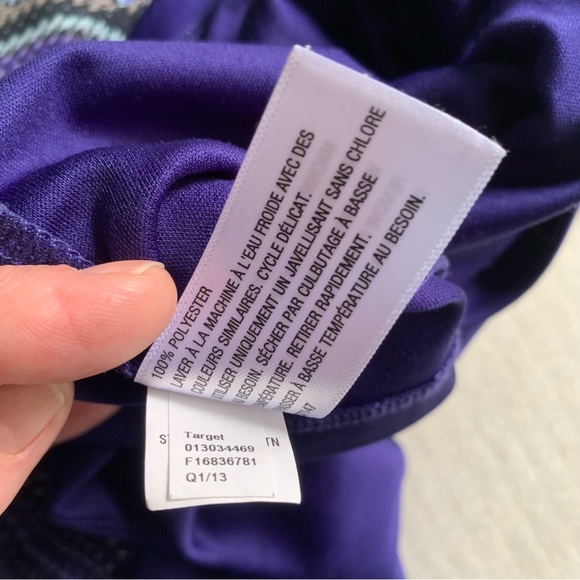 100% POLYESTER
LAVER À LA MACHINE À L'EAU FROIDE AVEC DES
COULEURS SIMILAIRES. CYCLE DÉLICAT.
UTILISER UNIQUEMENT UN JAVELLISANT SANS CHLORE
AU BESOIN. SÉCHER PAR CULBUTAGE À BASSE
TEMPÉRATURE. RETIRER RAPIDEMENT.
À BASSE TEMPÉRATURE AU BESOIN.
Target
013034469
F16836781
Q1/13